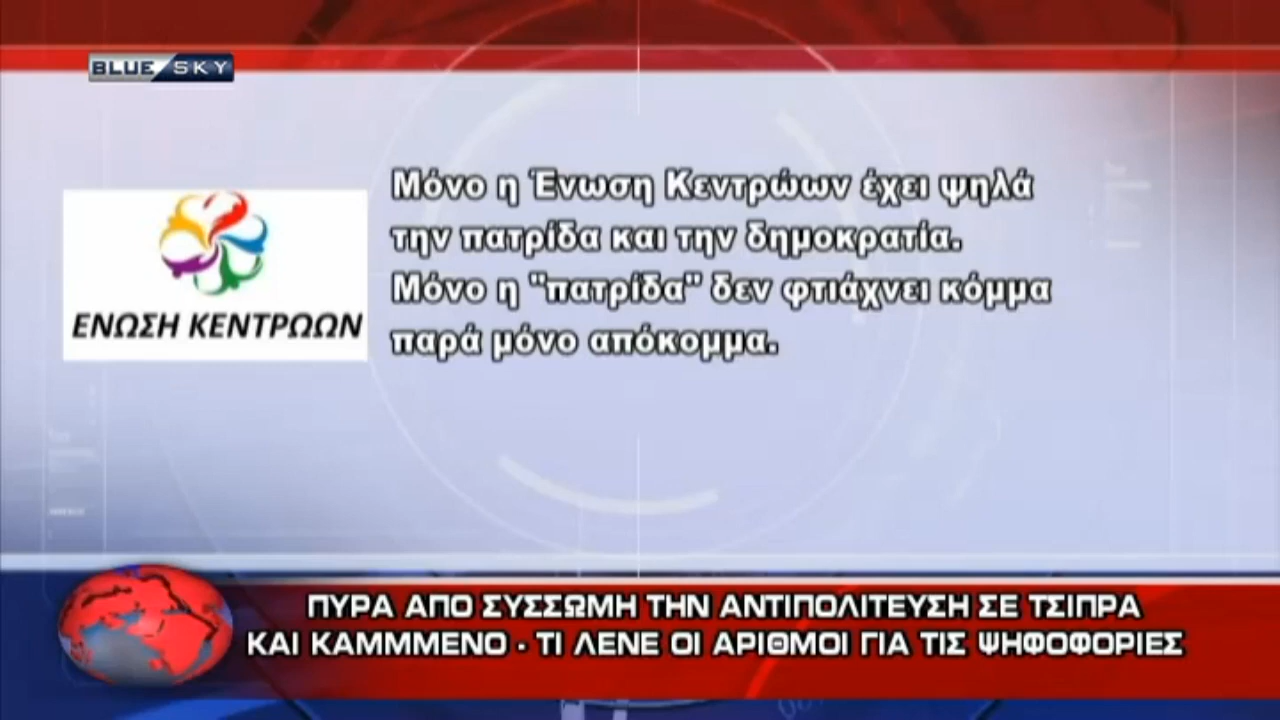 BLUE SKY
Μόνο η Ένωση Κεντρώων έχει ψηλά
την πατρίδα και την δημοκρατία.
Μόνο η "πατρίδα" δεν φτιάχνει κόμμα
παρά μόνο απόκομμα.
ΕΝΩΣΗ ΚΕΝΤΡΩΩΝ
ΠΥΡΑ ΑΠΟ ΣΥΣΣΩΜΗ ΤΗΝ ΑΝΤΙΠΟΛΙΤΕΥΣΗ ΣΕ ΤΣΙΠΡΑ
ΚΑΙ ΚΑΜΜΜΕΝΟ - ΤΙ ΛΕΝΕ ΟΙ ΑΡΙΘΜΟΙ ΓΙΑ ΤΙΣ ΨΗΦΟΦΟΡΙΕΣ